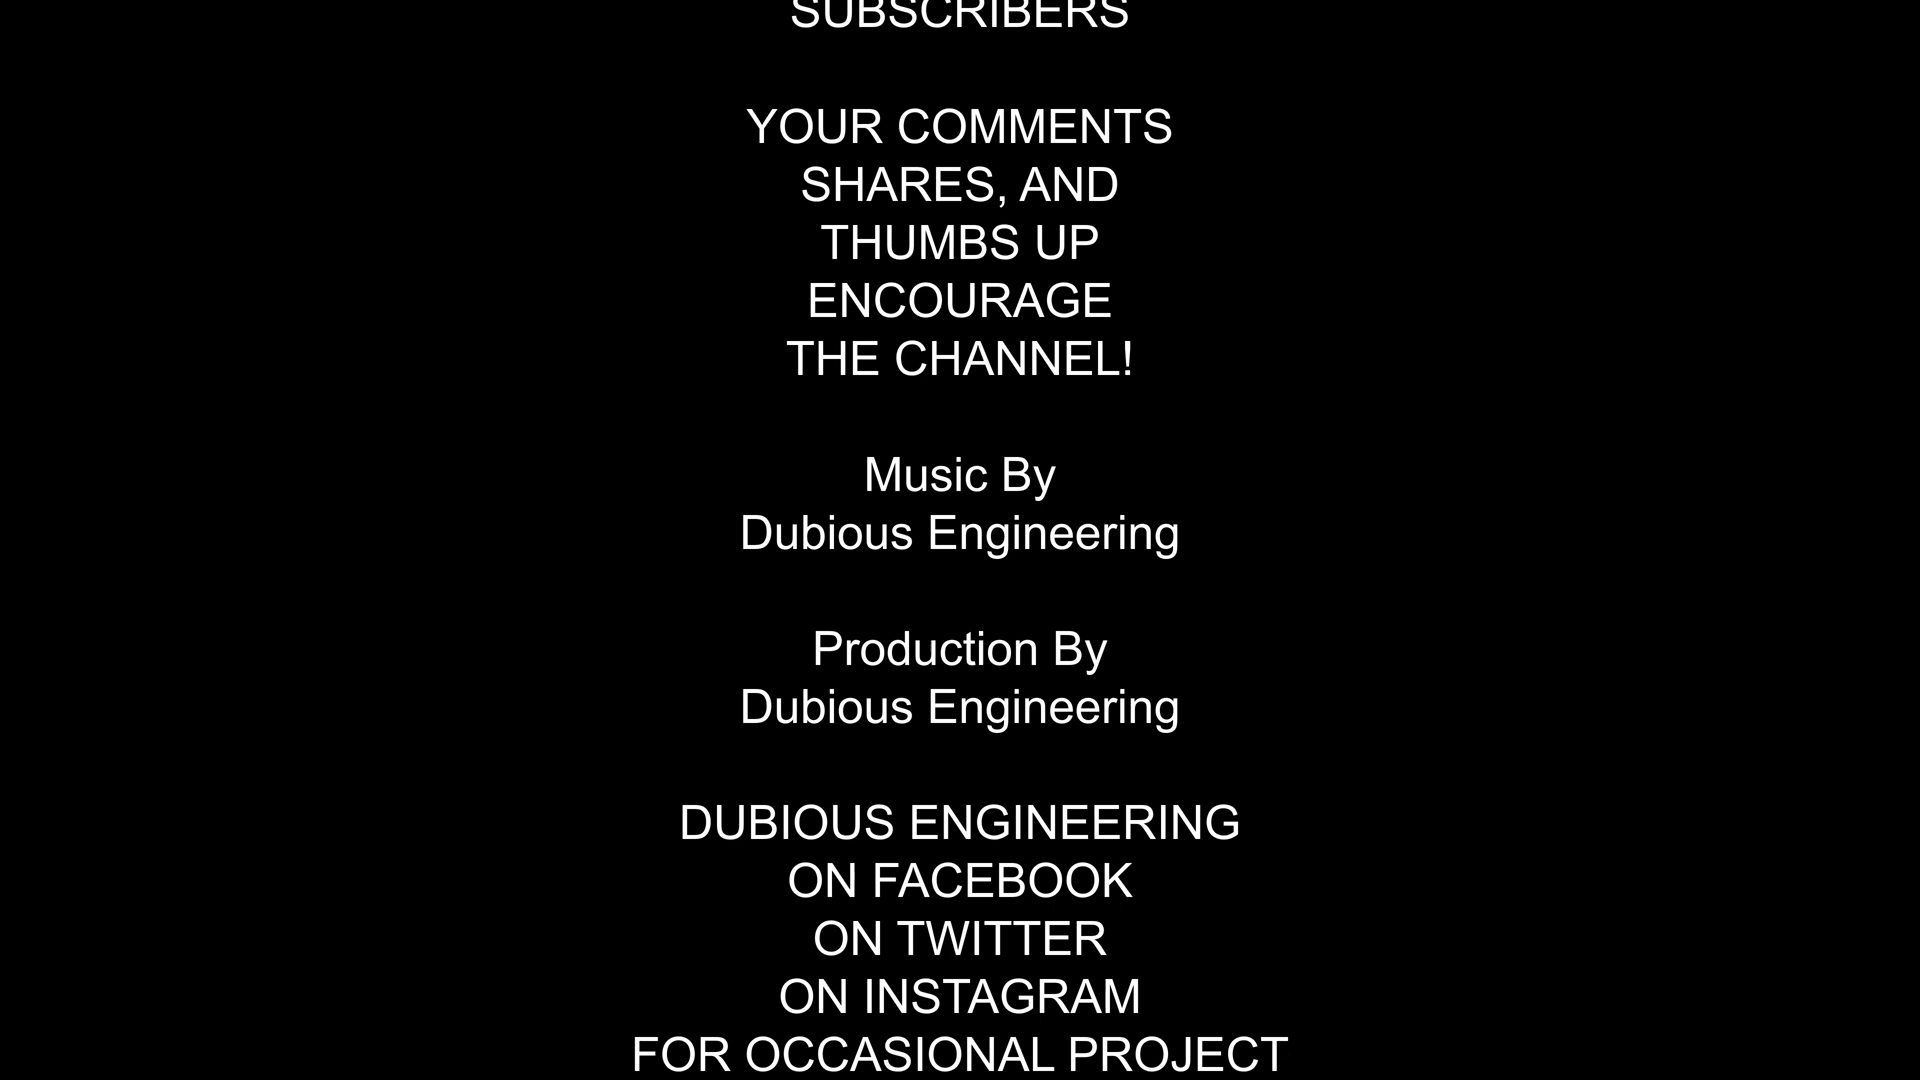 SUBSCRIBERS
YOUR COMMENTS
SHARES, AND
THUMBS UP
ENCOURAGE
THE CHANNEL!
Music By
Dubious Engineering
Production By
Dubious Engineering
DUBIOUS ENGINEERING
ON FACEBOOK
ON TWITTER
ON INSTAGRAM
FOR OCCASIONAL PROJECT